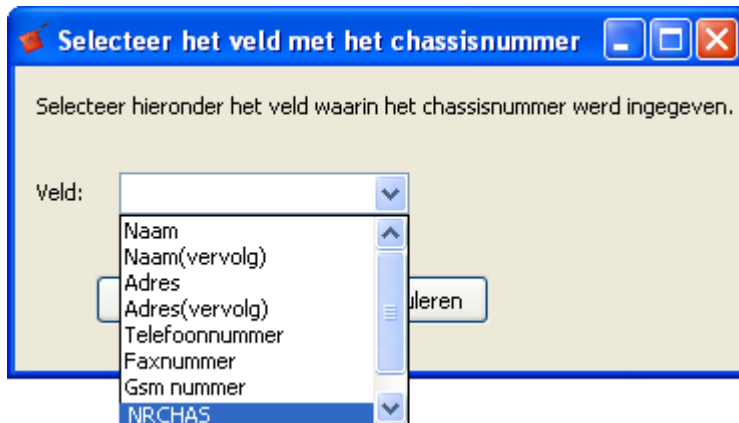 Selecteer het veld met het chassisnummer
Selecteer hieronder het veld waarin het chassisnummer werd ingegeven.
Veld:
Naam
Naam(vervolg)
Adres
Adres(vervolg)
Telefoonnummer
Faxnummer
Gsm nummer
NRCHAS
uleren